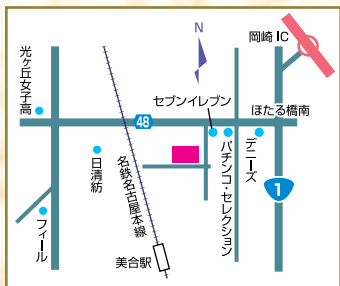 岡崎IC
N
光ヶ丘女子高
セブンイレブン
ほたる橋南
48
日清紡
名鉄名古屋本線
パチンコ・セレクション
デニーズ
1
フィール
美合駅